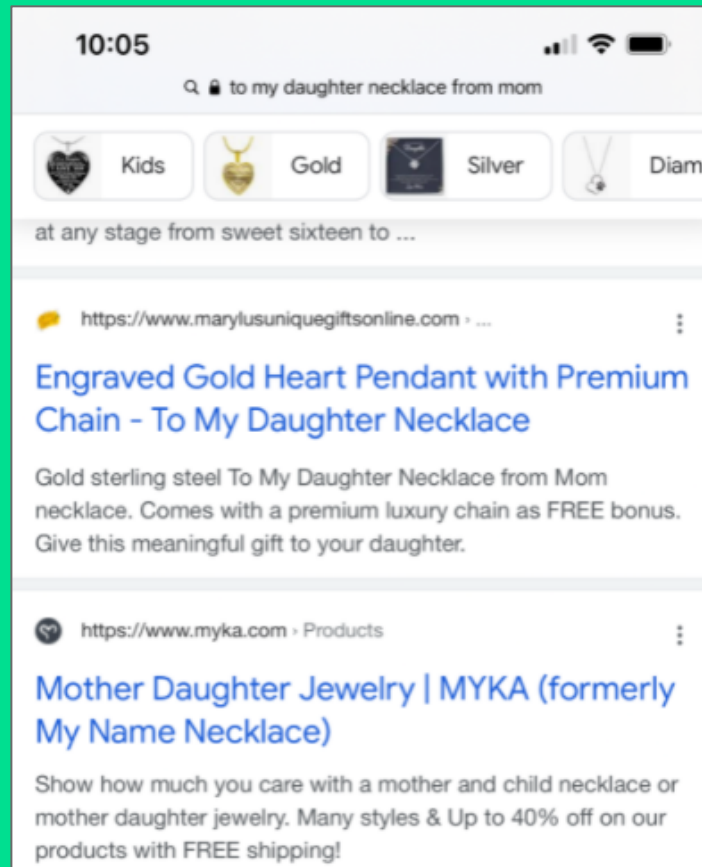 10:05
to my daughter necklace from mom
Kids Gold Silver Diam
at any stage from sweet sixteen to ...
https://www.marylusuniquegiftsonline.com › ...
Engraved Gold Heart Pendant with Premium
Chain - To My Daughter Necklace
Gold sterling steel To My Daughter Necklace from Mom
necklace. Comes with a premium luxury chain as FREE bonus.
Give this meaningful gift to your daughter.
https://www.myka.com › Products
Mother Daughter Jewelry | MYKA (formerly
My Name Necklace)
Show how much you care with a mother and child necklace or
mother daughter jewelry. Many styles & Up to 40% off on our
products with FREE shipping!